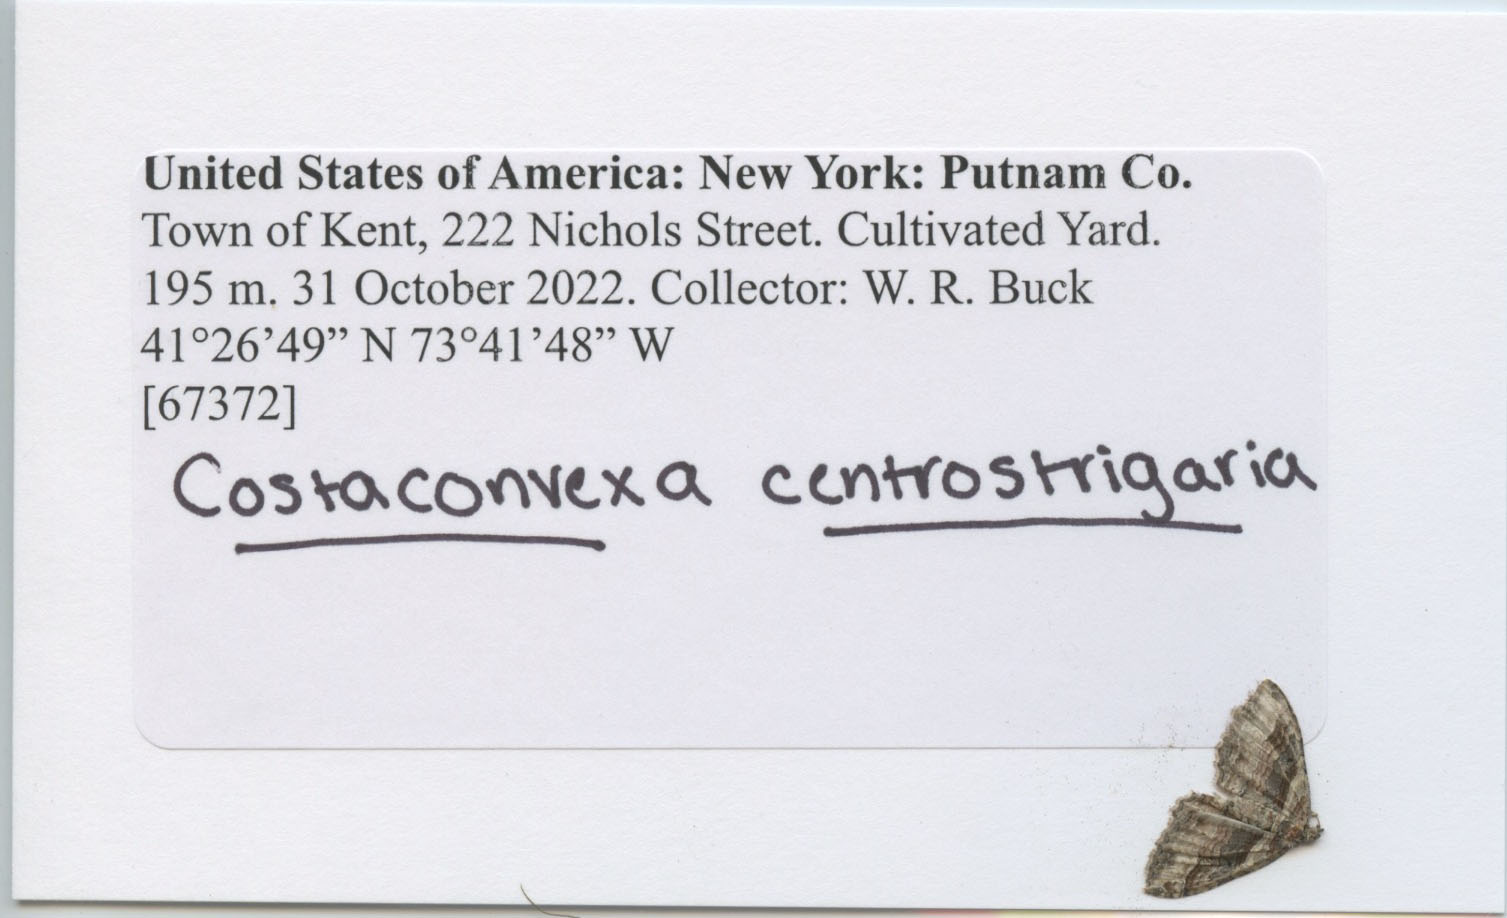 United States of America: New York: Putnam Co.
Town of Kent, 222 Nichols Street. Cultivated Yard.
195 m. 31 October 2022. Collector: W. R. Buck
41°26’49” N 73°41’48” W
[67372]
Costaconvexa centrostrigaria